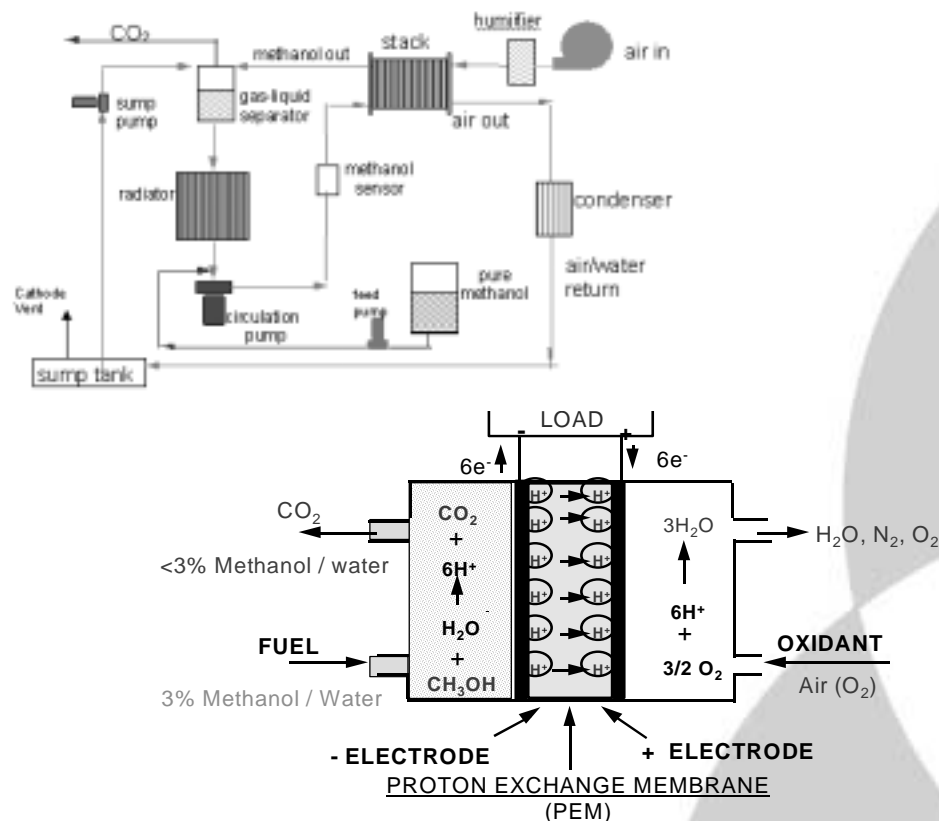 CO₂
methanol out
stack
humifier
air in
sump
pump
gas-liquid
separator
air out
methanol
sensor
radiator
condenser
Cathode
Vent
circulation
pump
feed
pump
pure
methanol
air/water
return
sump tank
- LOAD +
6e⁻ 6e⁻
CO₂
<3% Methanol / water
FUEL
3% Methanol / Water
CO₂
+
6H⁺
H₂O
+
CH₃OH
H⁺ H⁺
H⁺ H⁺
H⁺ H⁺
H⁺ H⁺
H⁺ H⁺
H⁺ H⁺
3H₂O
6H⁺
+
3/2 O₂
H₂O, N₂, O₂
OXIDANT
Air (O₂)
- ELECTRODE + ELECTRODE
PROTON EXCHANGE MEMBRANE
(PEM)